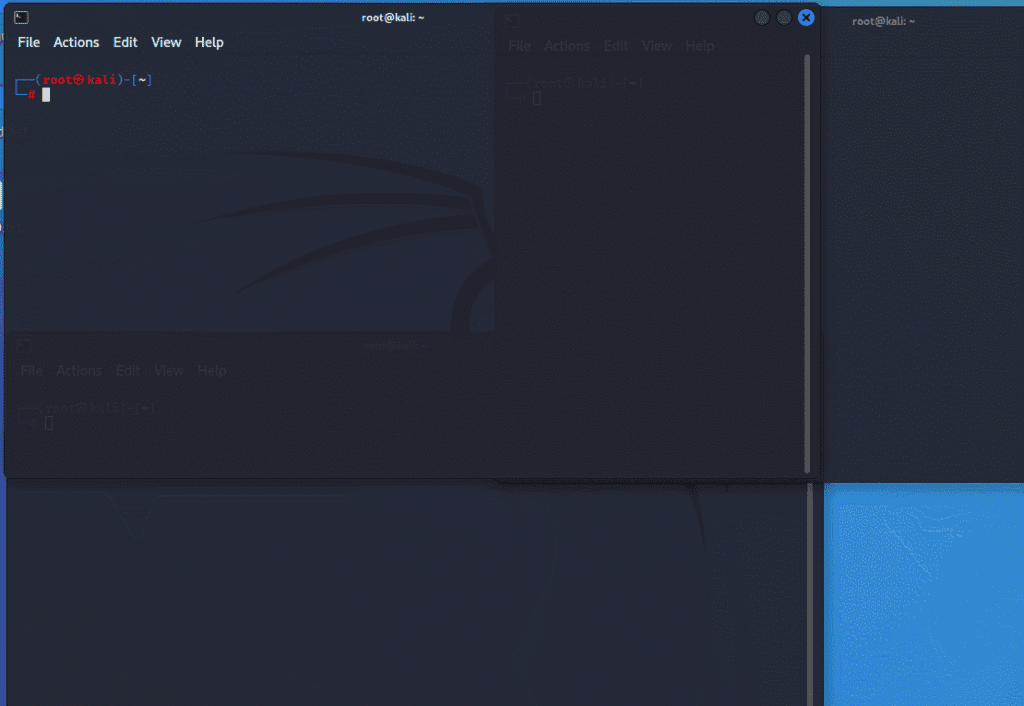 root@kali: ~
File Actions Edit View Help
┌──(root㉿kali)-[~]
└─#
root@kali: ~
File Actions Edit View Help
┌──(root㉿kali)-[~]
└─#
root@kali: ~
File Actions Edit View Help
┌──(root㉿kali)-[~]
└─#